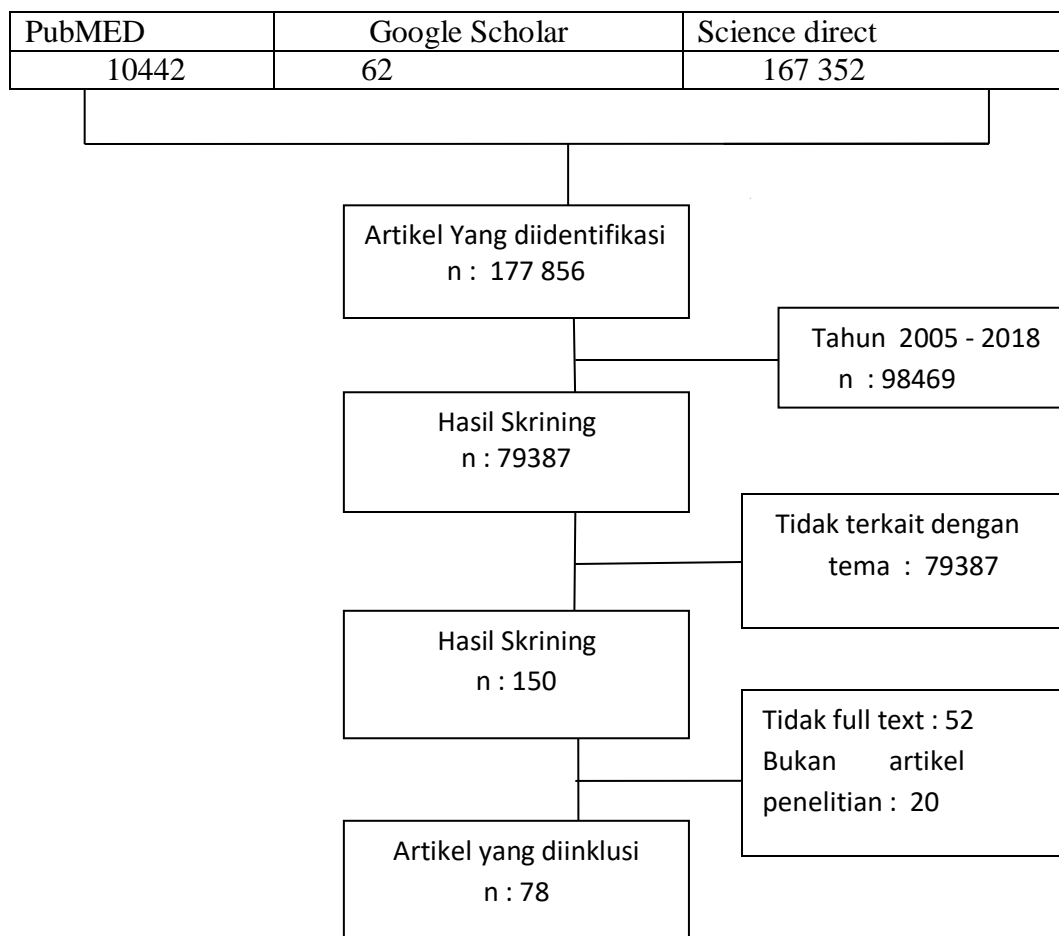 PubMED Google Scholar Science direct
10442 62 167 352
Artikel Yang diidentifikasi
n : 177 856
Tahun 2005 - 2018
n : 98469
Hasil Skrining
n : 79387
Tidak terkait dengan
tema : 79387
Hasil Skrining
n : 150
Tidak full text : 52
Bukan artikel
penelitian : 20
Artikel yang diinklusi
n : 78